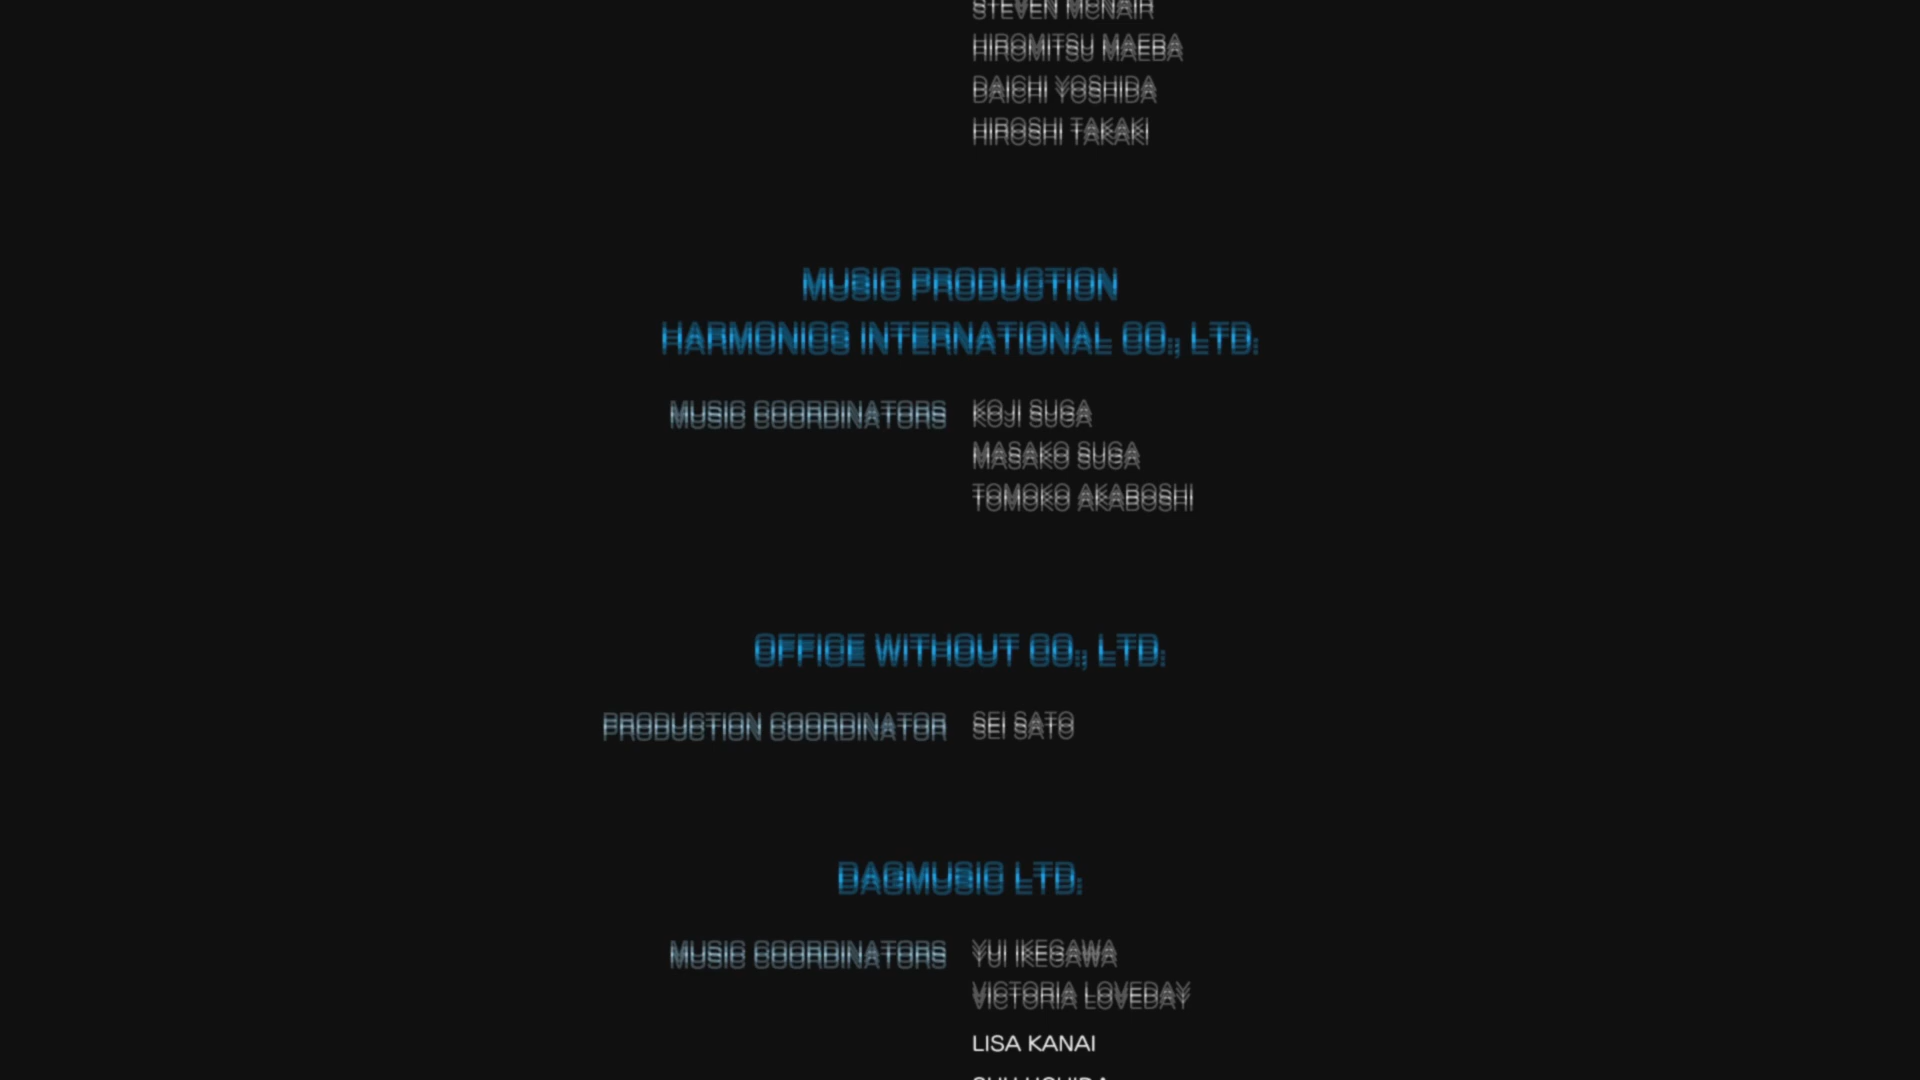 STEVEN MCNAIR
HIROMITSU MAEBA
DAICHI YOSHIDA
HIROSHI TAKAKI
MUSIC PRODUCTION
HARMONICS INTERNATIONAL CO., LTD.
MUSIC COORDINATORS KOJI SUGA
MASAKO SUGA
TOMOKO AKABOSHI
OFFICE WITHOUT CO., LTD.
PRODUCTION COORDINATOR SEI SATO
DAGMUSIC LTD.
MUSIC COORDINATORS YUI IKEGAWA
VICTORIA LOVEDAY
LISA KANAI